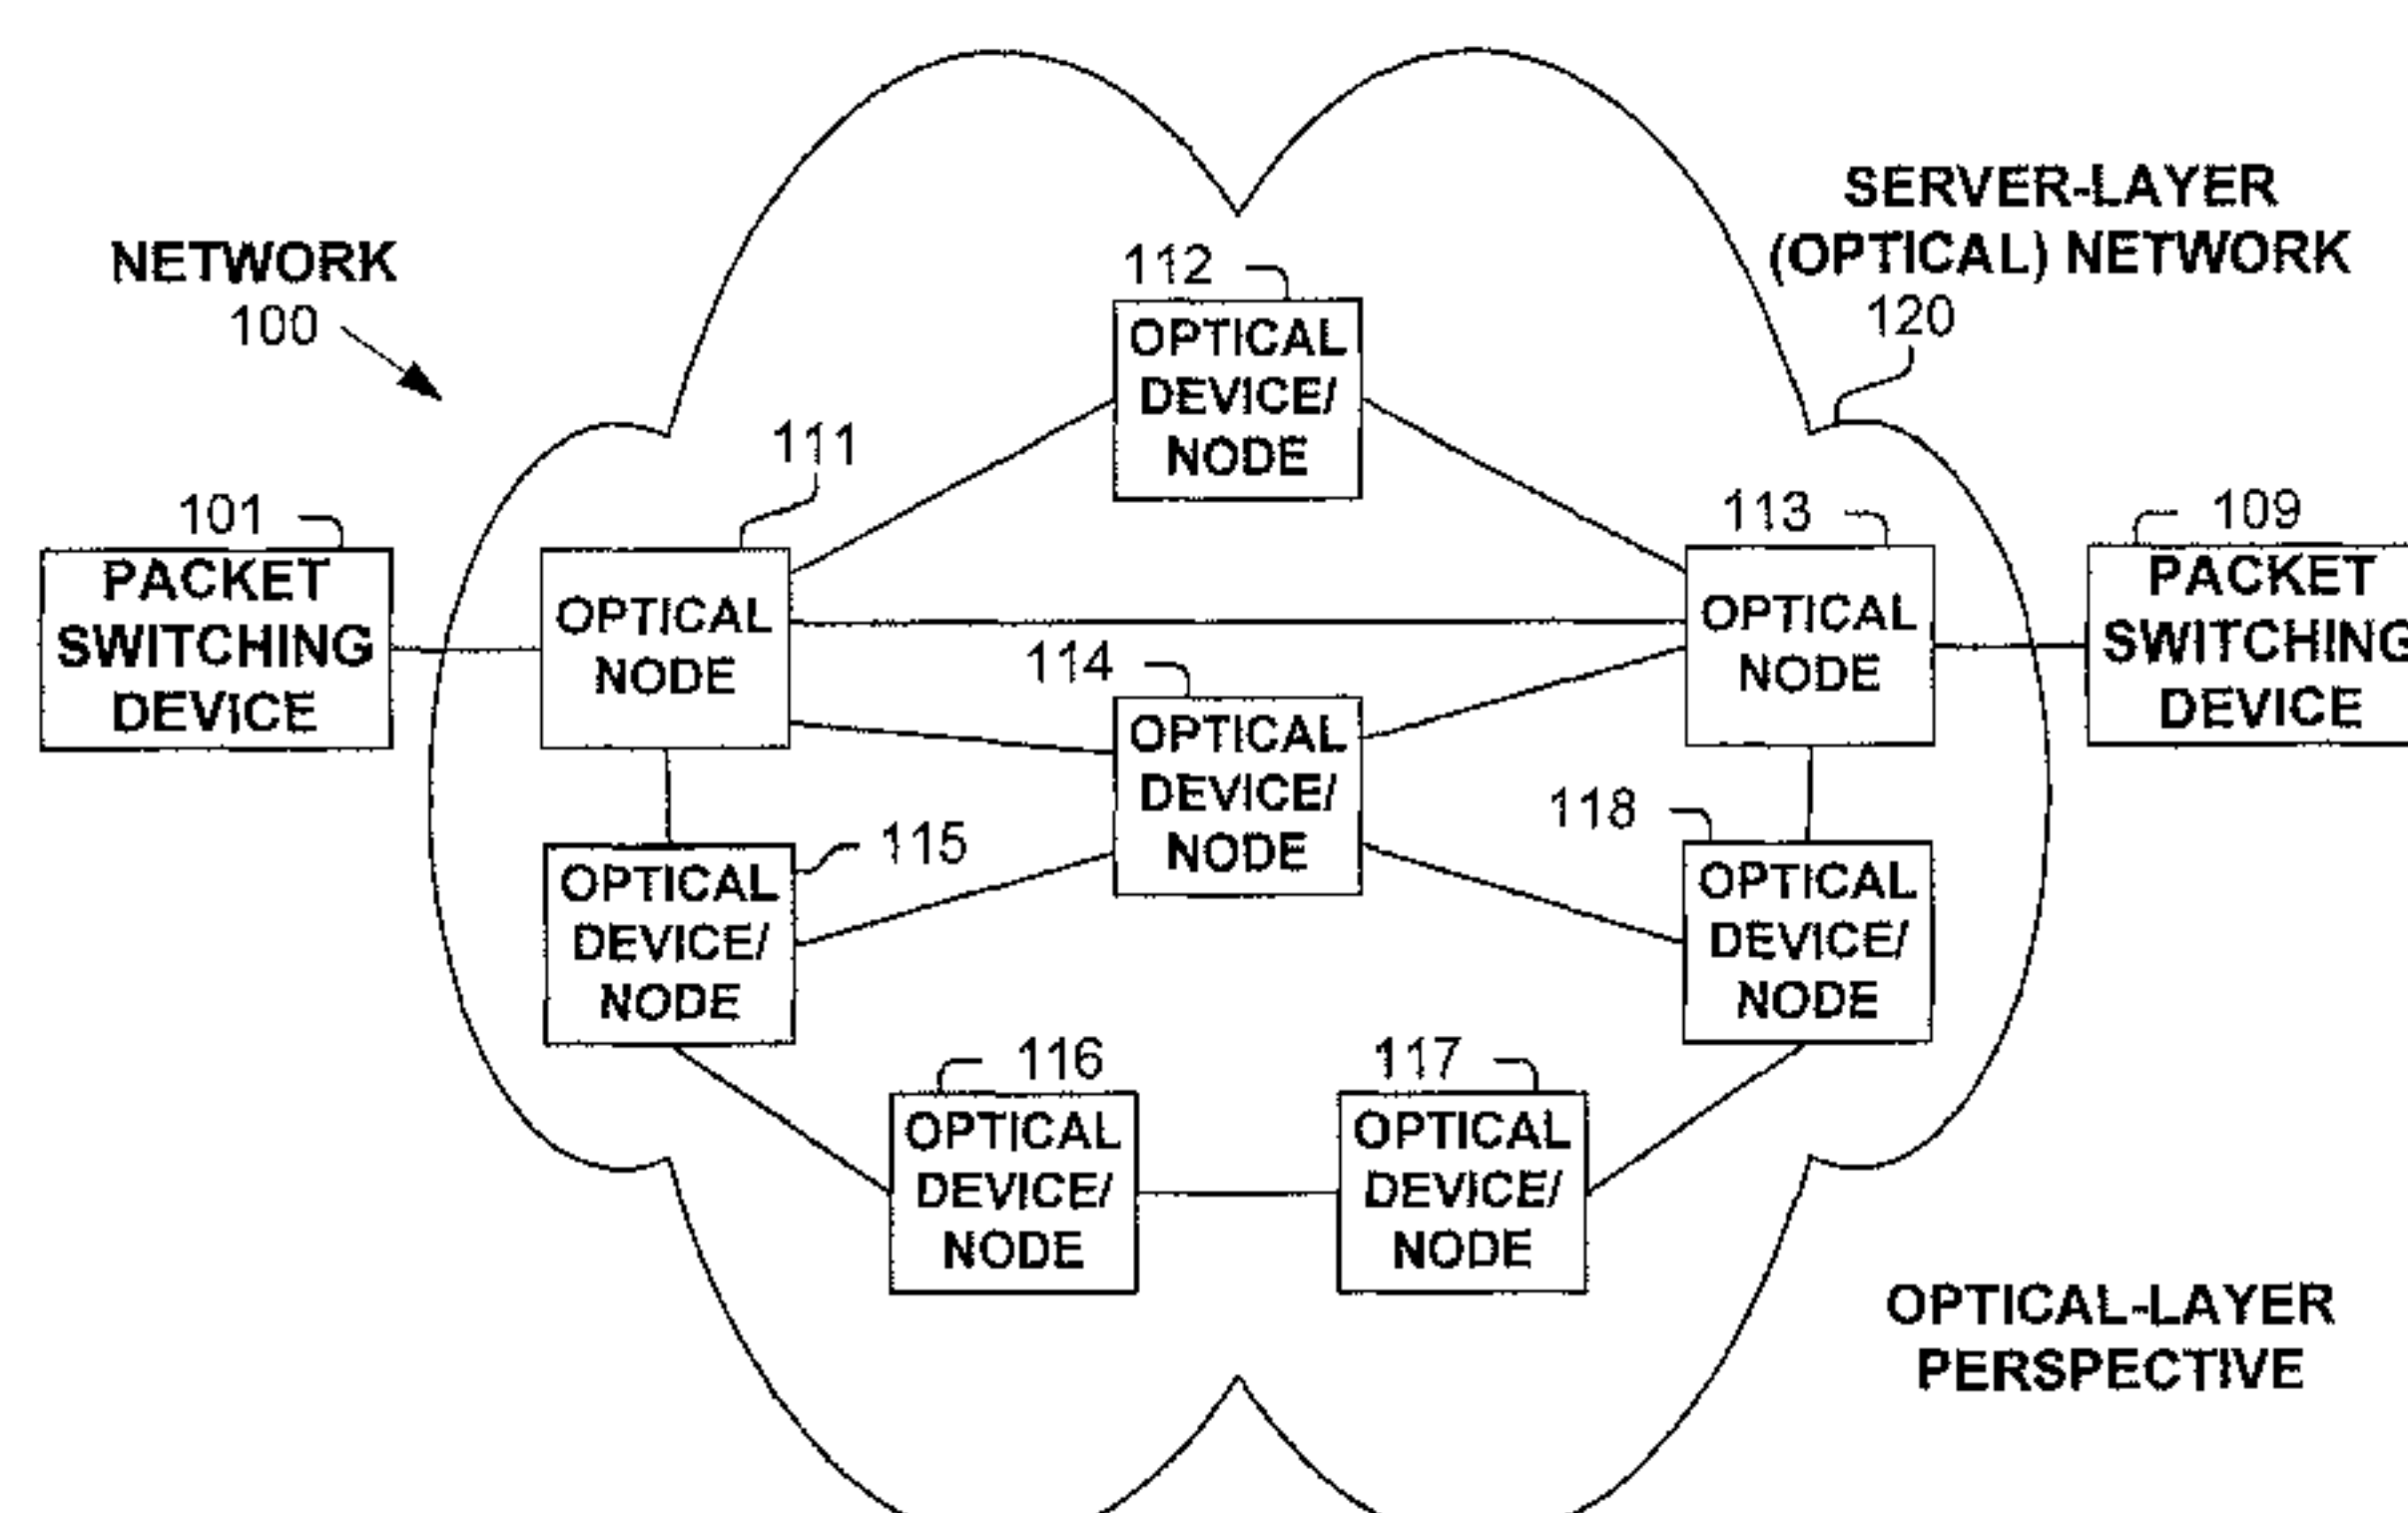 SERVER-LAYER
(OPTICAL) NETWORK
120
NETWORK
100
112
OPTICAL
DEVICE/
NODE
111
OPTICAL
NODE
101
PACKET
SWITCHING
DEVICE
113
OPTICAL
NODE
109
PACKET
SWITCHING
DEVICE
114
OPTICAL
DEVICE/
NODE
115
OPTICAL
DEVICE/
NODE
118
OPTICAL
DEVICE/
NODE
116
OPTICAL
DEVICE/
NODE
117
OPTICAL
DEVICE/
NODE
OPTICAL-LAYER
PERSPECTIVE